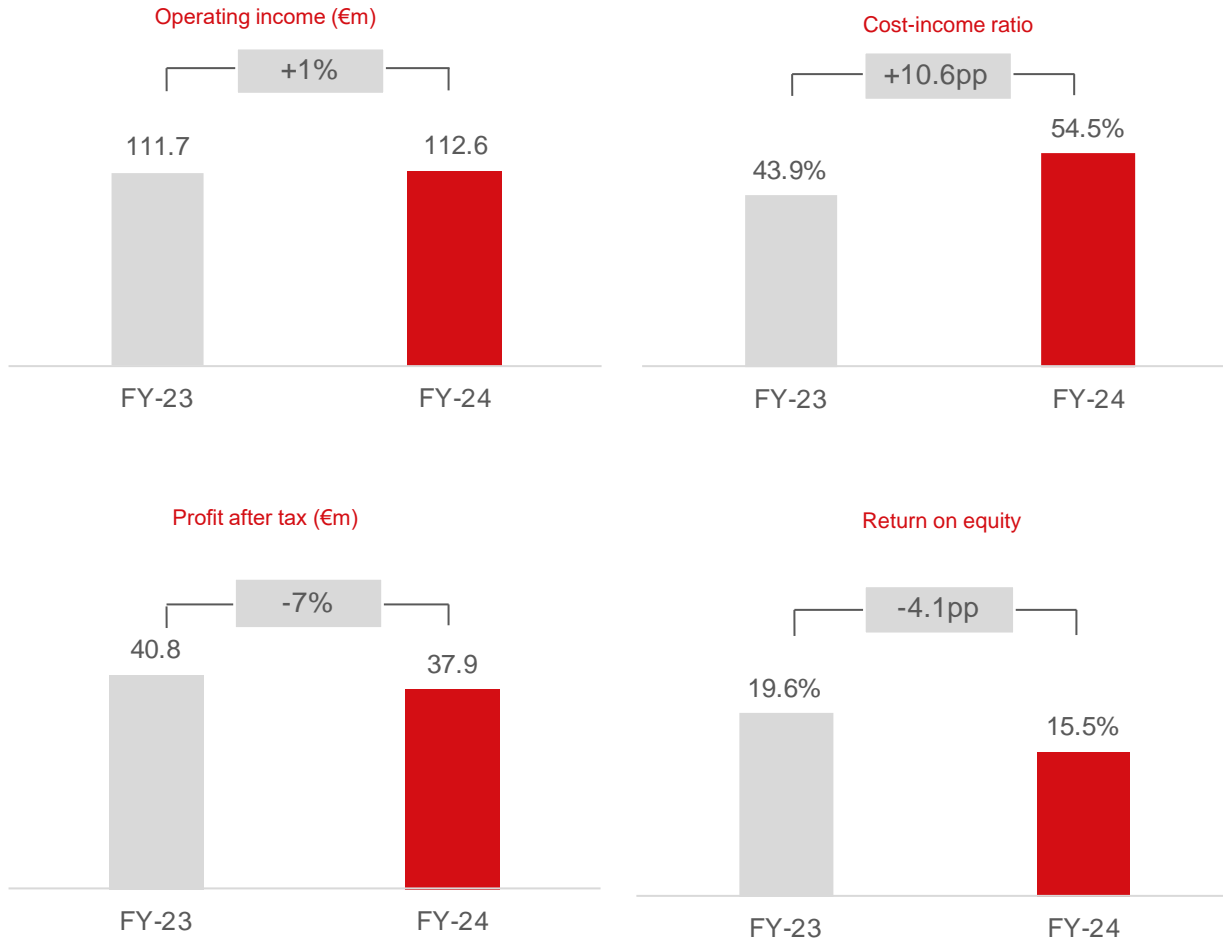 Operating income (€m)
+1%
111.7
112.6
FY-23
FY-24
Cost-income ratio
+10.6pp
43.9%
54.5%
FY-23
FY-24
Profit after tax (€m)
-7%
40.8
37.9
FY-23
FY-24
Return on equity
-4.1pp
19.6%
15.5%
FY-23
FY-24